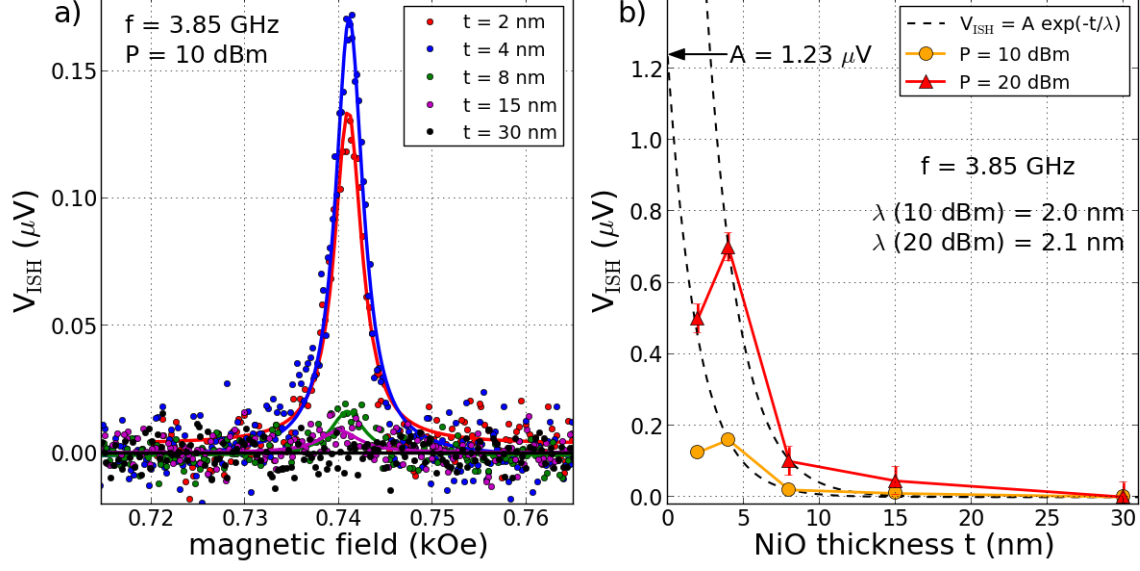 a)
f = 3.85 GHz
P = 10 dBm
t = 2 nm
t = 4 nm
t = 8 nm
t = 15 nm
t = 30 nm
0.15
0.10
0.05
0.00
V_ISH (μV)
0.72 0.73 0.74 0.75 0.76
magnetic field (kOe)
b)
V_ISH = A exp(-t/λ)
P = 10 dBm
P = 20 dBm
A = 1.23 μV
f = 3.85 GHz
λ (10 dBm) = 2.0 nm
λ (20 dBm) = 2.1 nm
1.2
1.0
0.8
0.6
0.4
0.2
0.0
V_ISH (μV)
0 5 10 15 20 25 30
NiO thickness t (nm)